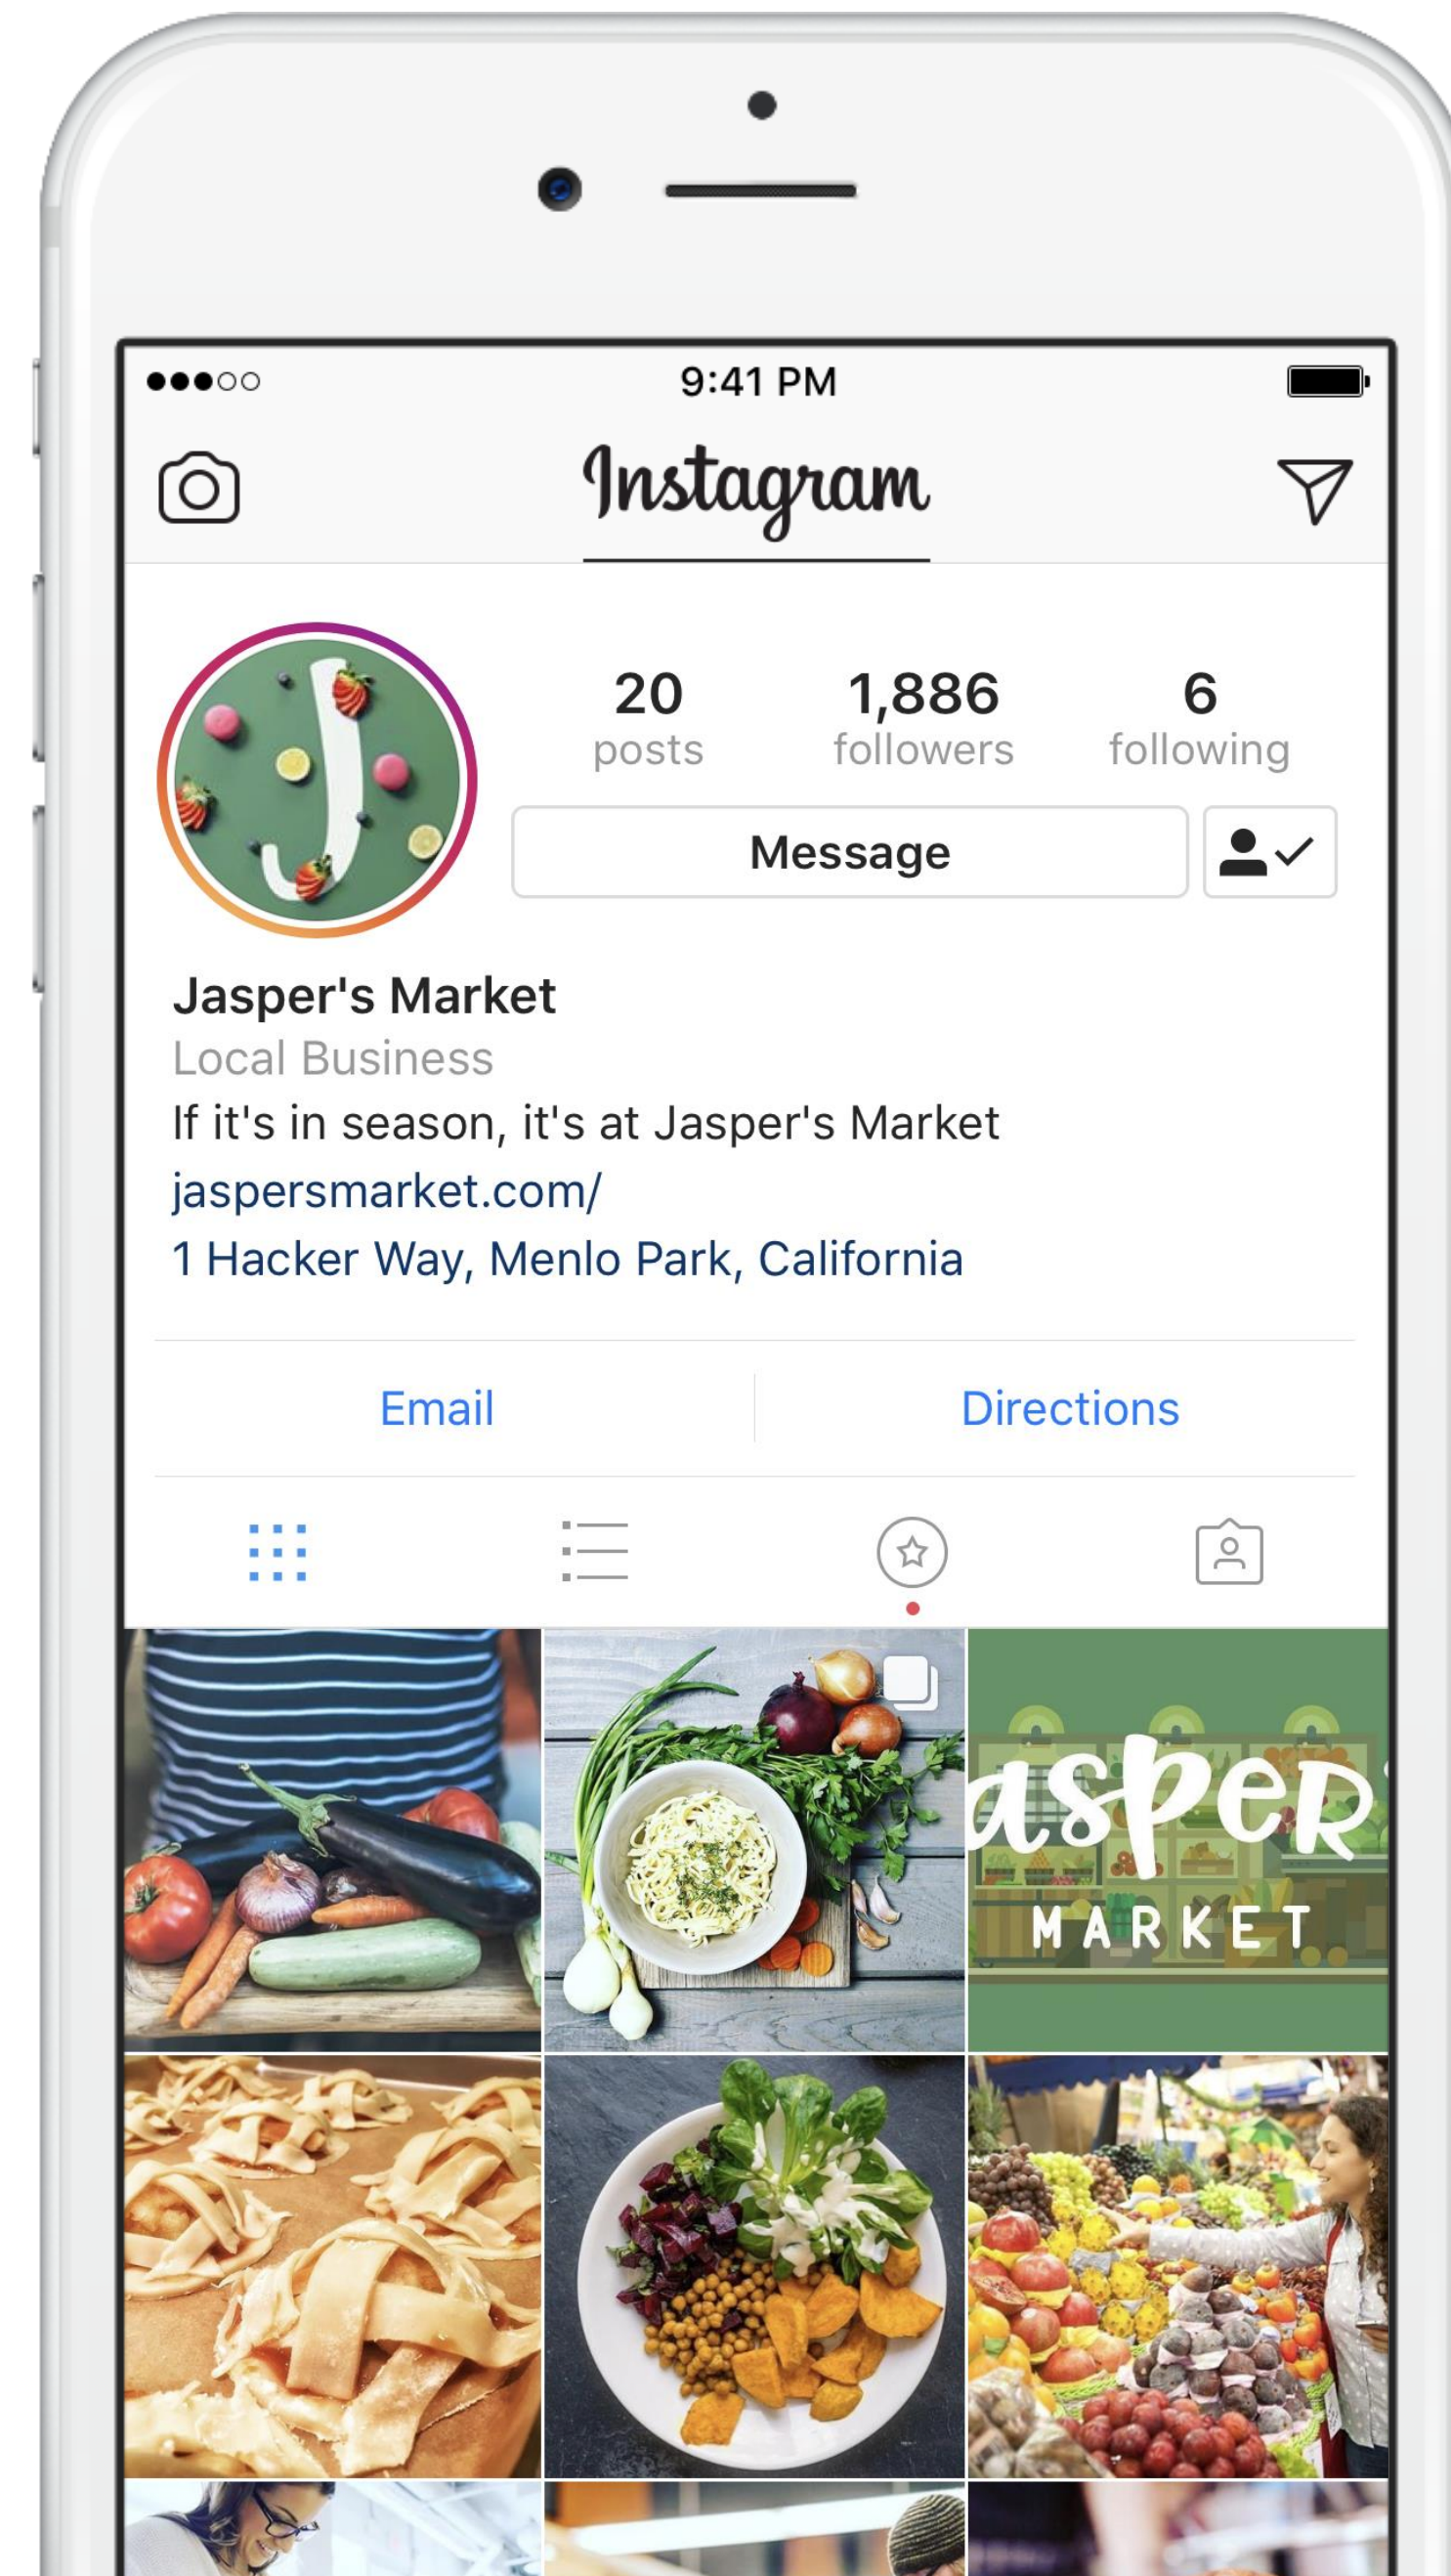 9:41 PM
Instagram
20 1,886 6
posts followers following
Message
Jasper's Market
Local Business
If it's in season, it's at Jasper's Market
jaspersmarket.com/
1 Hacker Way, Menlo Park, California
Email Directions
asper
MARKET